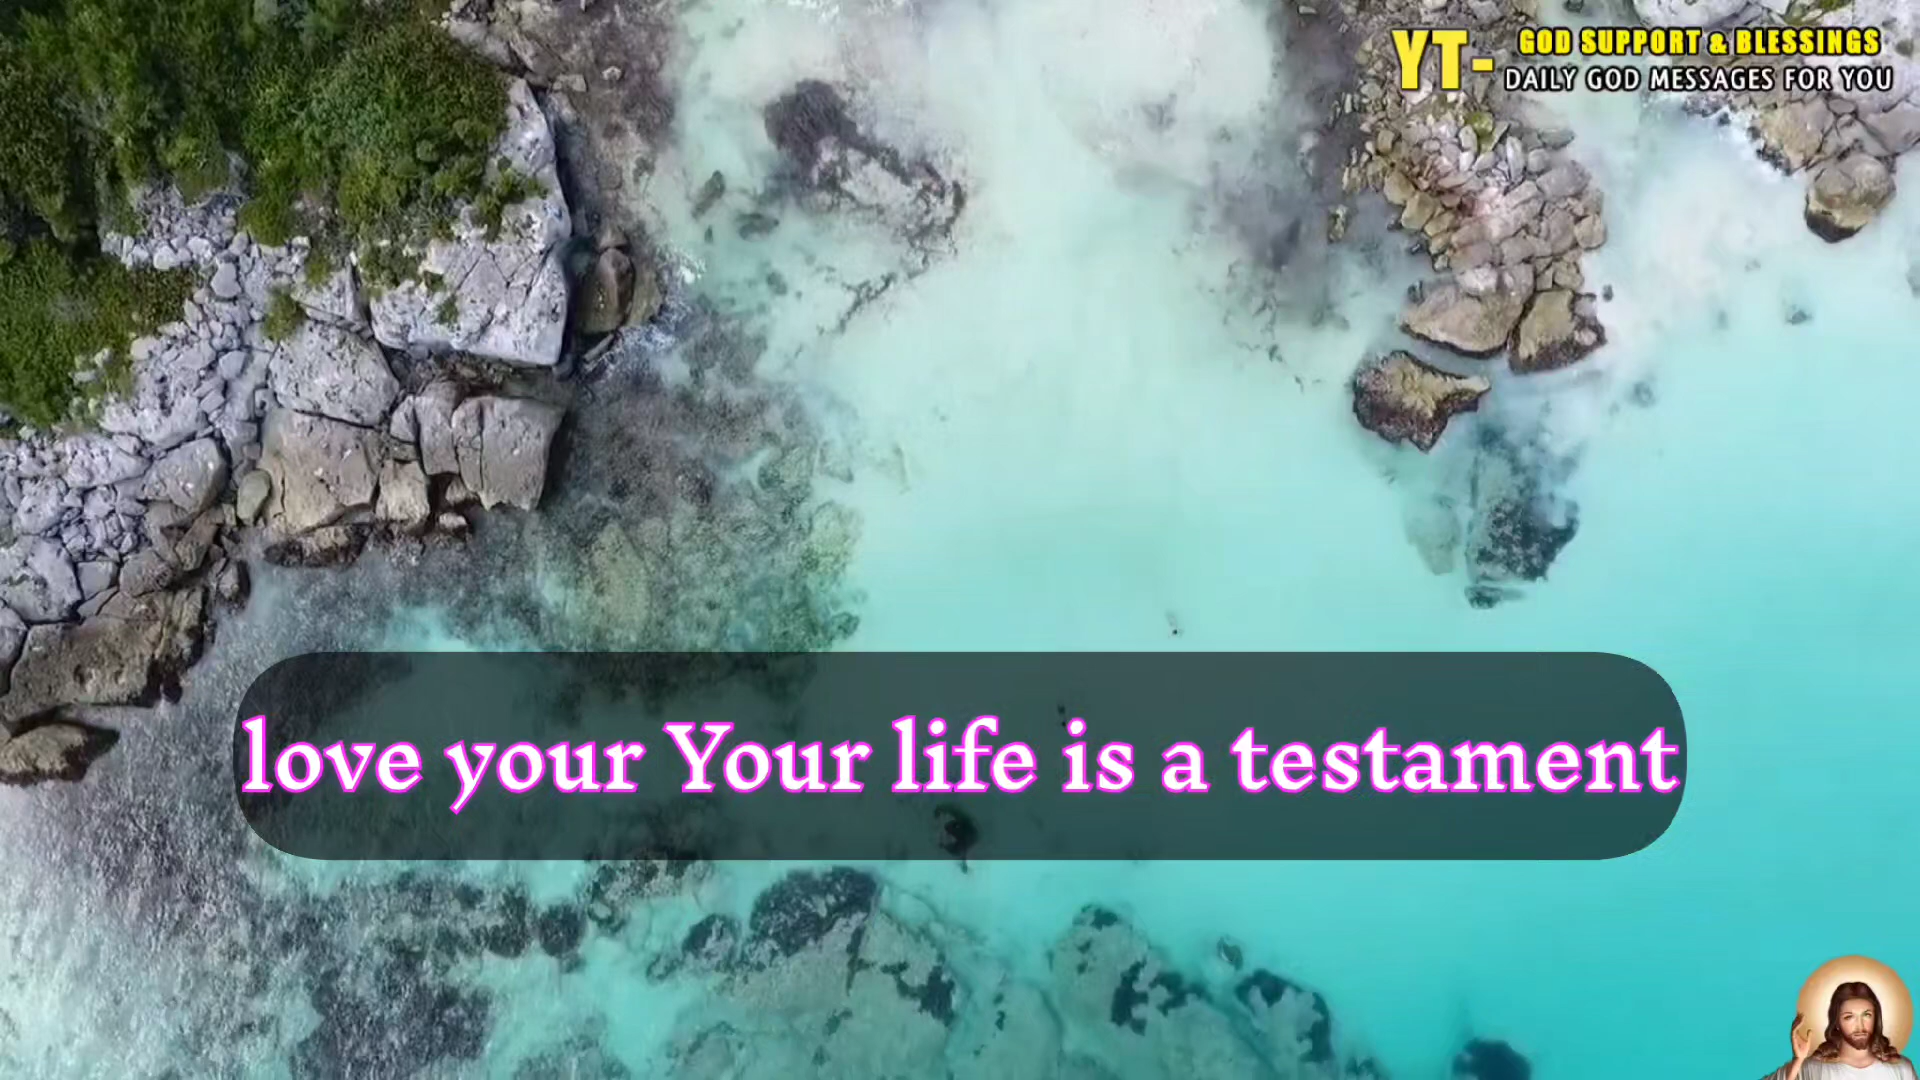 YT- GOD SUPPORT & BLESSINGS
DAILY GOD MESSAGES FOR YOU
love your Your life is a testament